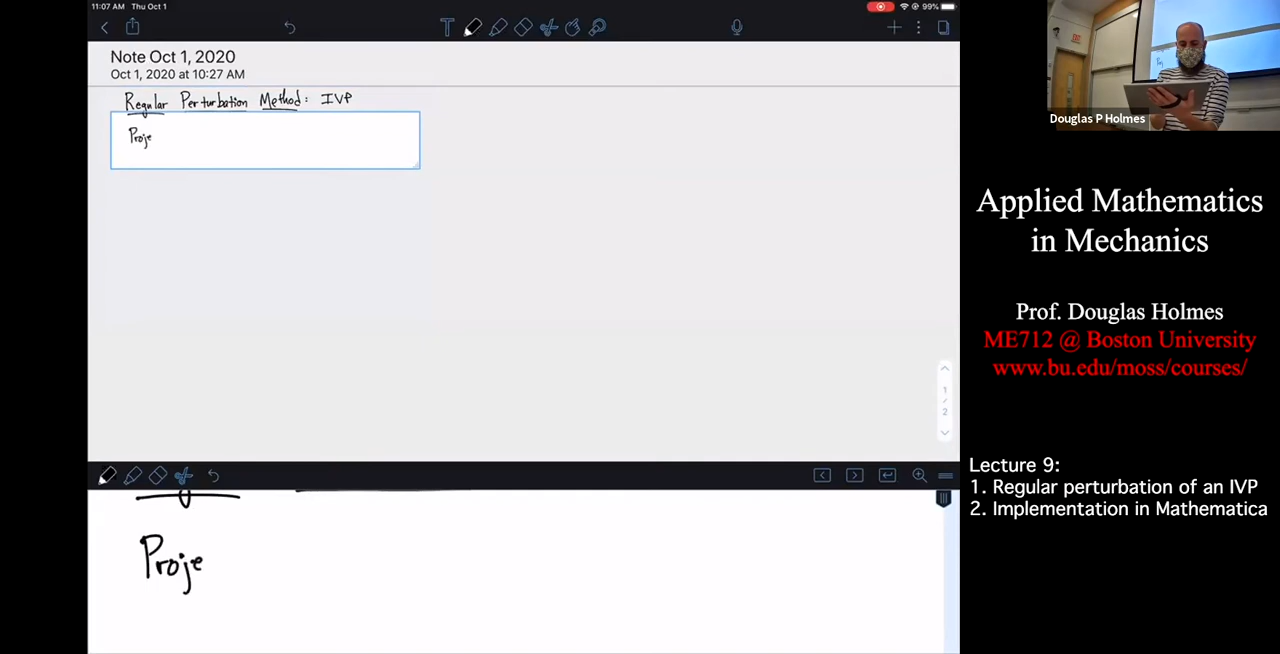 11:07 AM Thu Oct 1
99%
Note Oct 1, 2020
Oct 1, 2020 at 10:27 AM
Regular Perturbation Method: IVP
Proje
1
/
2
Proje
Douglas P Holmes
Applied Mathematics
in Mechanics
Prof. Douglas Holmes
ME712 @ Boston University
www.bu.edu/moss/courses/
Lecture 9:
1. Regular perturbation of an IVP
2. Implementation in Mathematica